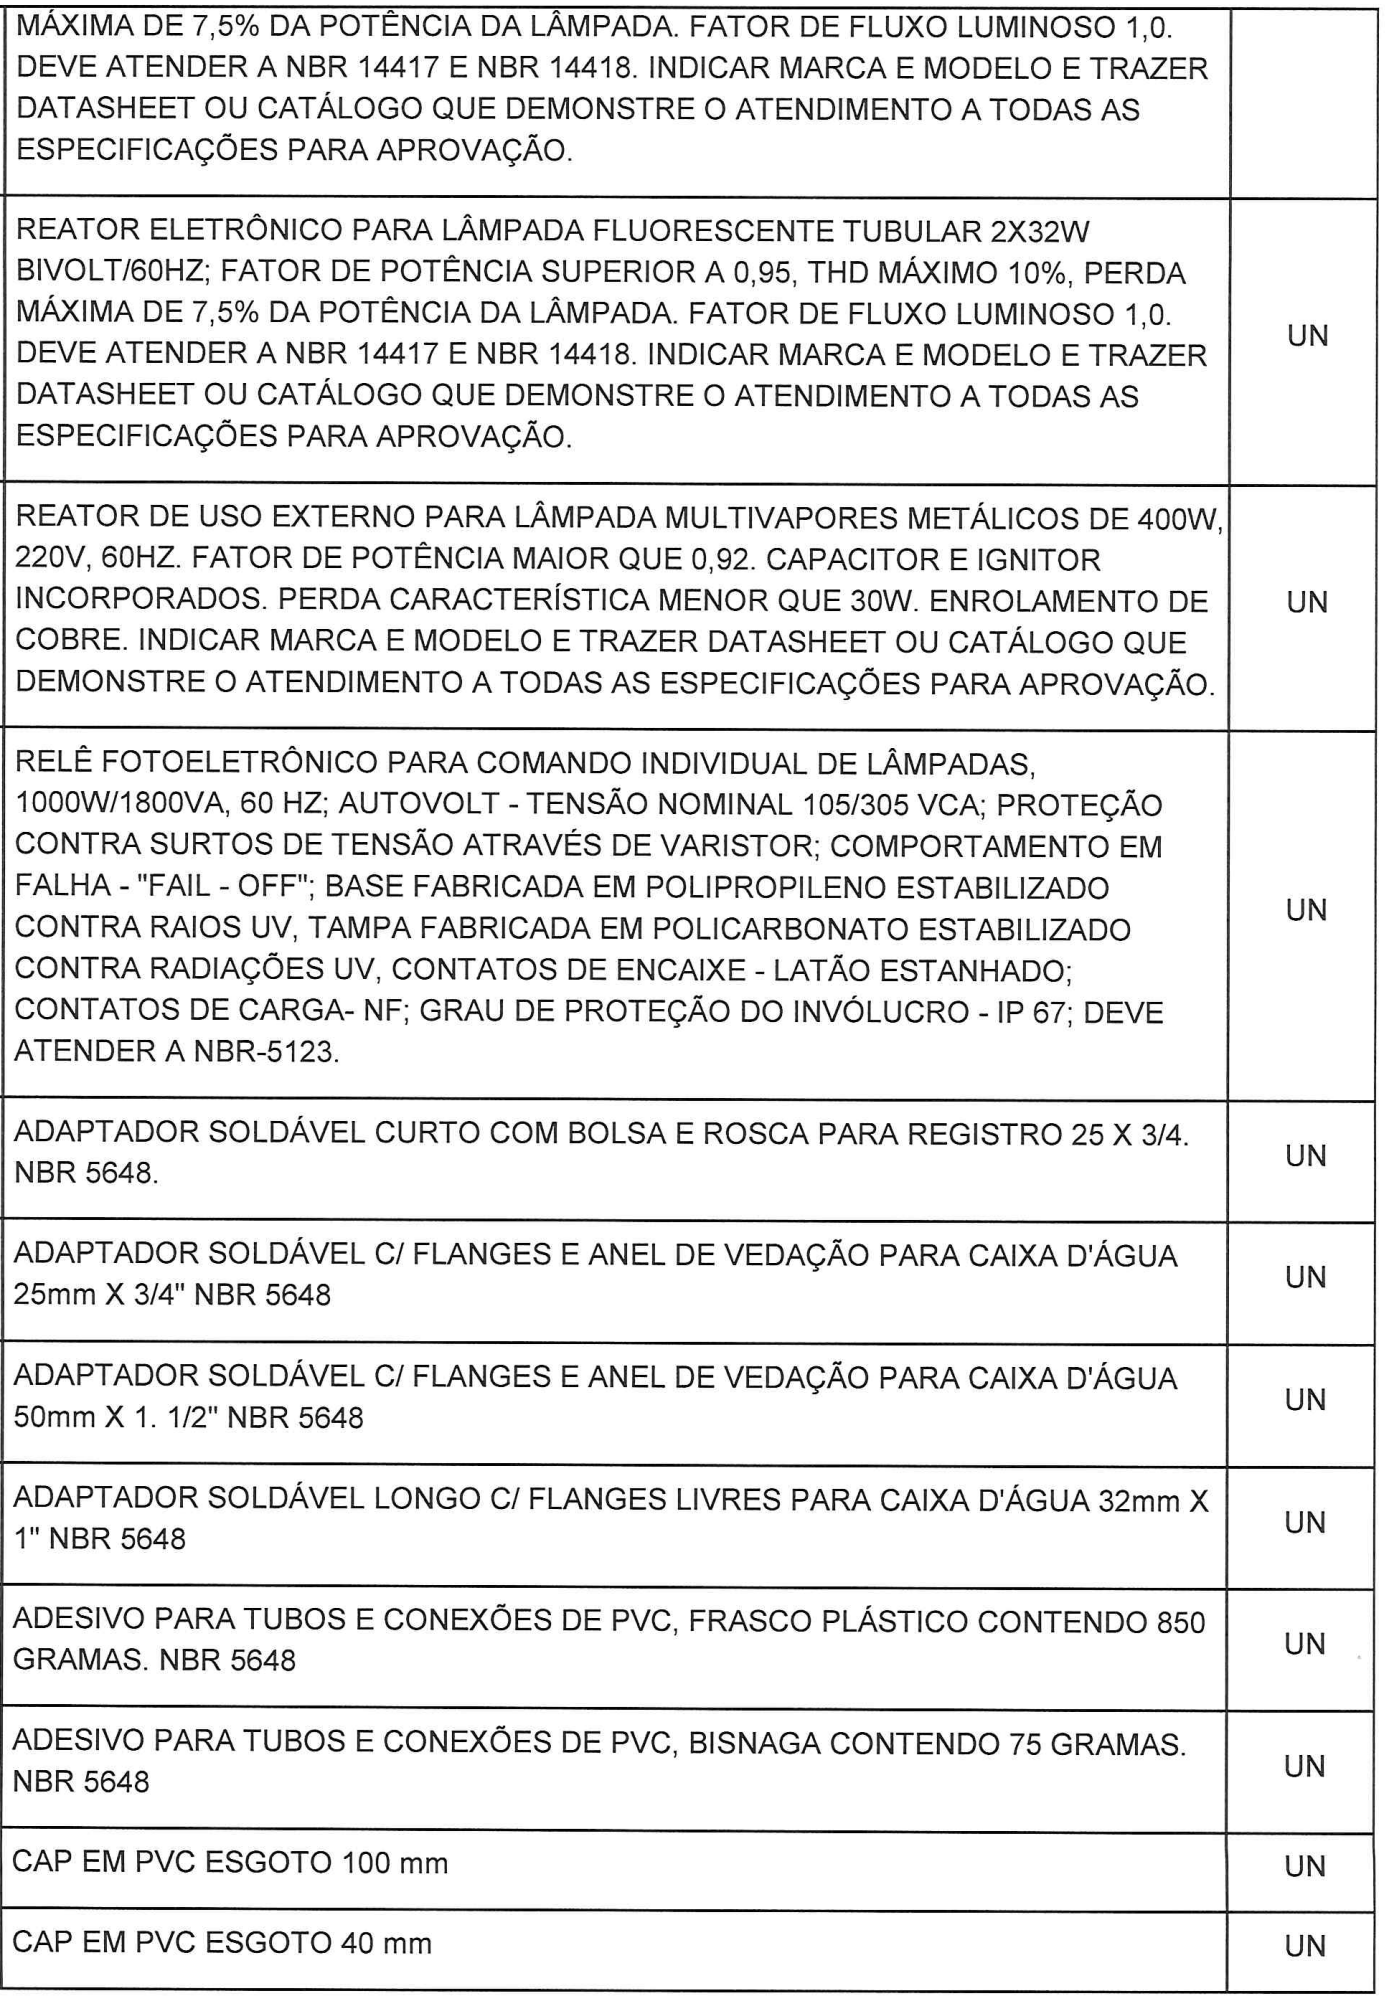 MÁXIMA DE 7,5% DA POTÊNCIA DA LÂMPADA. FATOR DE FLUXO LUMINOSO 1,0.
DEVE ATENDER A NBR 14417 E NBR 14418. INDICAR MARCA E MODELO E TRAZER
DATASHEET OU CATÁLOGO QUE DEMONSTRE O ATENDIMENTO A TODAS AS
ESPECIFICAÇÕES PARA APROVAÇÃO.
REATOR ELETRÔNICO PARA LÂMPADA FLUORESCENTE TUBULAR 2X32W
BIVOLT/60HZ; FATOR DE POTÊNCIA SUPERIOR A 0,95, THD MÁXIMO 10%, PERDA
MÁXIMA DE 7,5% DA POTÊNCIA DA LÂMPADA. FATOR DE FLUXO LUMINOSO 1,0.
DEVE ATENDER A NBR 14417 E NBR 14418. INDICAR MARCA E MODELO E TRAZER
DATASHEET OU CATÁLOGO QUE DEMONSTRE O ATENDIMENTO A TODAS AS
ESPECIFICAÇÕES PARA APROVAÇÃO.
UN
REATOR DE USO EXTERNO PARA LÂMPADA MULTIVAPORES METÁLICOS DE 400W,
220V, 60HZ. FATOR DE POTÊNCIA MAIOR QUE 0,92. CAPACITOR E IGNITOR
INCORPORADOS. PERDA CARACTERÍSTICA MENOR QUE 30W. ENROLAMENTO DE
COBRE. INDICAR MARCA E MODELO E TRAZER DATASHEET OU CATÁLOGO QUE
DEMONSTRE O ATENDIMENTO A TODAS AS ESPECIFICAÇÕES PARA APROVAÇÃO.
UN
RELÊ FOTOELETRÔNICO PARA COMANDO INDIVIDUAL DE LÂMPADAS,
1000W/1800VA, 60 HZ; AUTOVOLT - TENSÃO NOMINAL 105/305 VCA; PROTEÇÃO
CONTRA SURTOS DE TENSÃO ATRAVÉS DE VARISTOR; COMPORTAMENTO EM
FALHA - "FAIL - OFF"; BASE FABRICADA EM POLIPROPILENO ESTABILIZADO
CONTRA RAIOS UV, TAMPA FABRICADA EM POLICARBONATO ESTABILIZADO
CONTRA RADIAÇÕES UV, CONTATOS DE ENCAIXE - LATÃO ESTANHADO;
CONTATOS DE CARGA- NF; GRAU DE PROTEÇÃO DO INVÓLUCRO - IP 67; DEVE
ATENDER A NBR-5123.
UN
ADAPTADOR SOLDÁVEL CURTO COM BOLSA E ROSCA PARA REGISTRO 25 X 3/4.
NBR 5648.
UN
ADAPTADOR SOLDÁVEL C/ FLANGES E ANEL DE VEDAÇÃO PARA CAIXA D'ÁGUA
25mm X 3/4" NBR 5648
UN
ADAPTADOR SOLDÁVEL C/ FLANGES E ANEL DE VEDAÇÃO PARA CAIXA D'ÁGUA
50mm X 1. 1/2" NBR 5648
UN
ADAPTADOR SOLDÁVEL LONGO C/ FLANGES LIVRES PARA CAIXA D'ÁGUA 32mm X
1" NBR 5648
UN
ADESIVO PARA TUBOS E CONEXÕES DE PVC, FRASCO PLÁSTICO CONTENDO 850
GRAMAS. NBR 5648
UN
ADESIVO PARA TUBOS E CONEXÕES DE PVC, BISNAGA CONTENDO 75 GRAMAS.
NBR 5648
UN
CAP EM PVC ESGOTO 100 mm
UN
CAP EM PVC ESGOTO 40 mm
UN